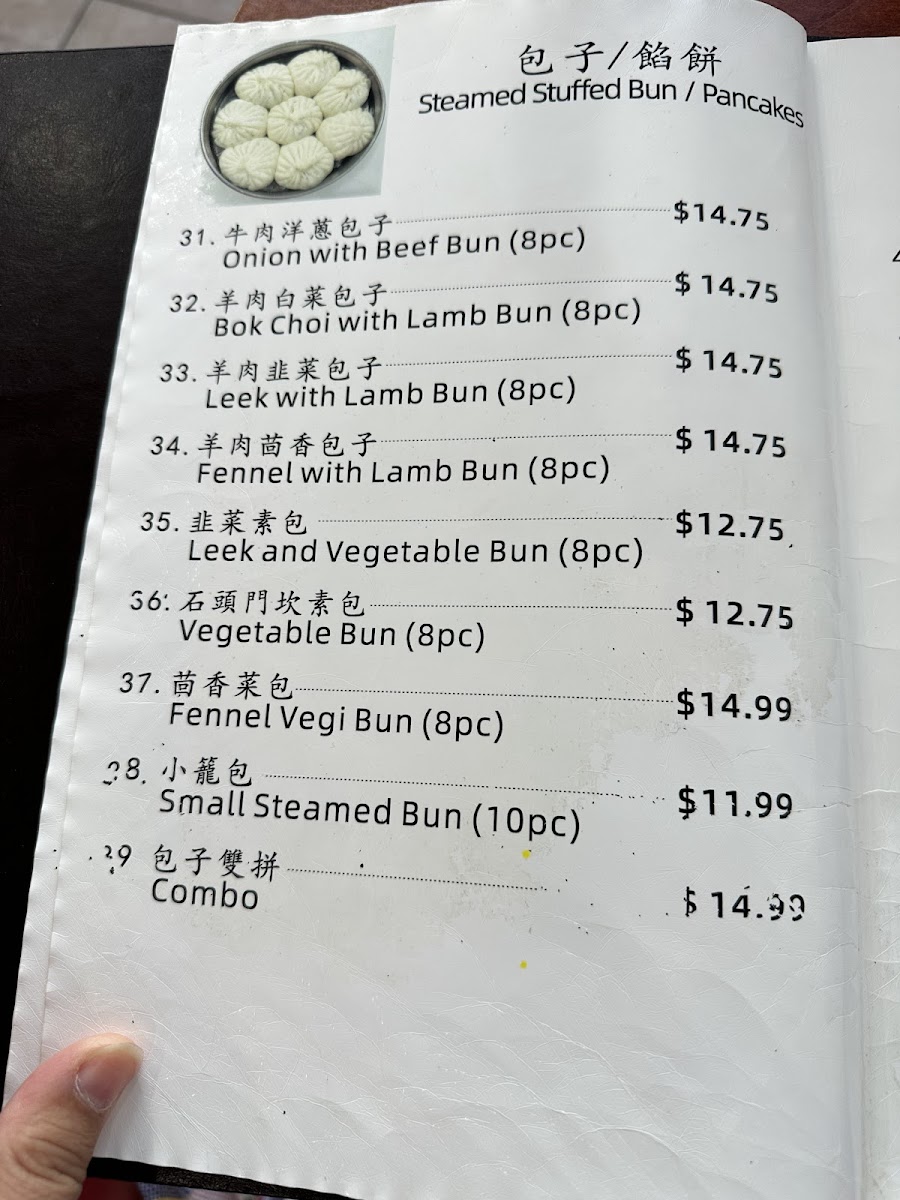 包子/餡餅
Steamed Stuffed Bun / Pancakes
31. 牛肉洋蔥包子 $14.75
Onion with Beef Bun (8pc)
32. 羊肉白菜包子 $ 14.75
Bok Choi with Lamb Bun (8pc)
33. 羊肉韭菜包子 $ 14.75
Leek with Lamb Bun (8pc)
34. 羊肉茴香包子 $ 14.75
Fennel with Lamb Bun (8pc)
35. 韭菜素包 $12.75
Leek and Vegetable Bun (8pc)
36. 石頭門坎素包 $ 12.75
Vegetable Bun (8pc)
37. 茴香菜包 $14.99
Fennel Vegi Bun (8pc)
38. 小籠包 $11.99
Small Steamed Bun (10pc)
39 包子雙拼 $ 14.99
Combo